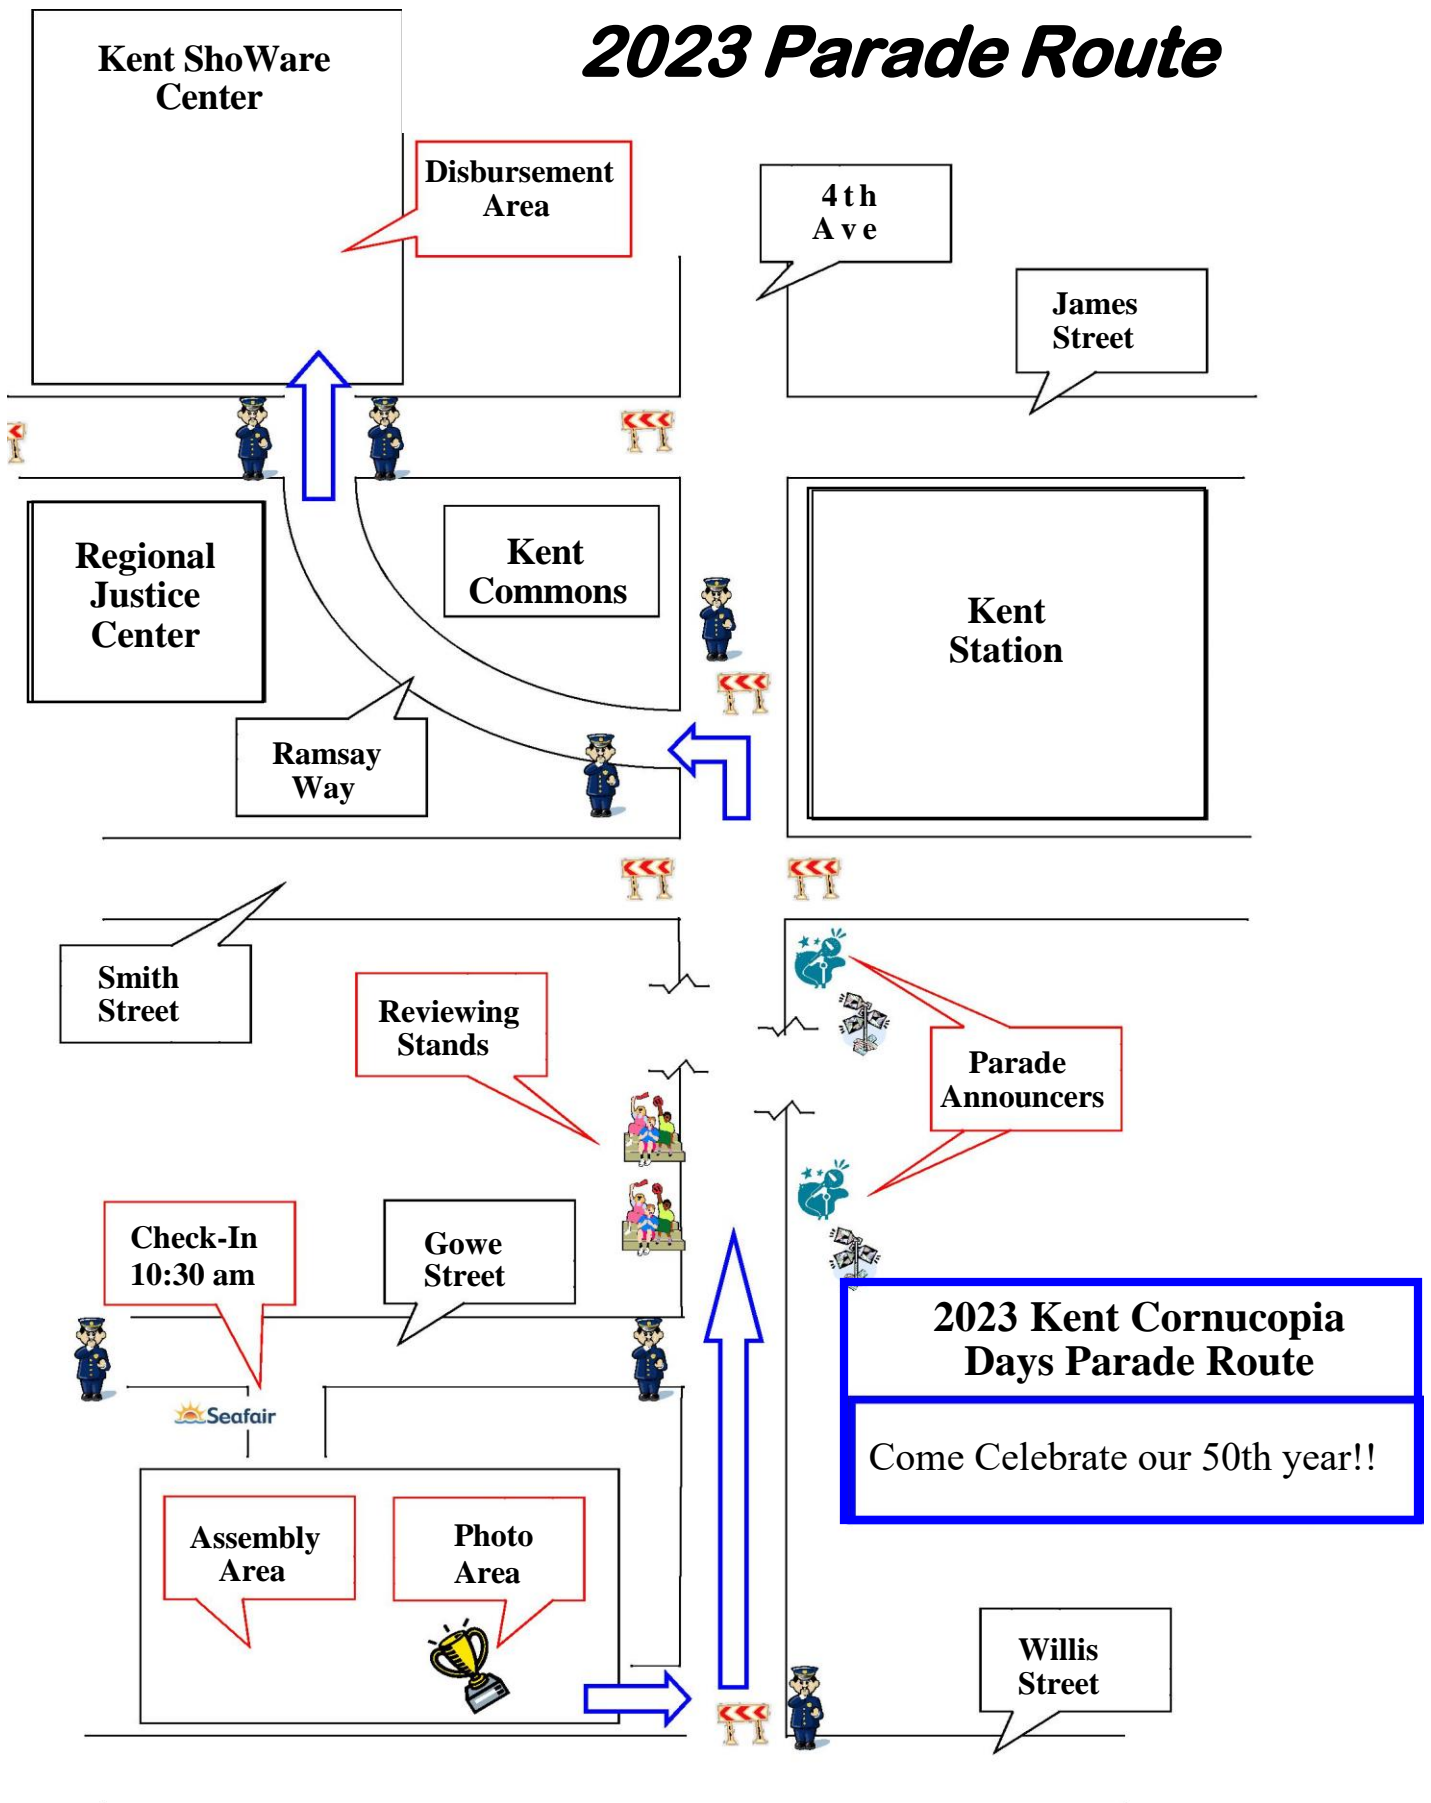 2023 Parade Route
Kent ShoWare
Center
Disbursement
Area
4th
Ave
James
Street
Regional
Justice
Center
Kent
Commons
Kent
Station
Ramsay
Way
Smith
Street
Reviewing
Stands
Parade
Announcers
Check-In
10:30 am
Gowe
Street
2023 Kent Cornucopia
Days Parade Route
Seafair
Come Celebrate our 50th year!!
Assembly
Area
Photo
Area
Willis
Street